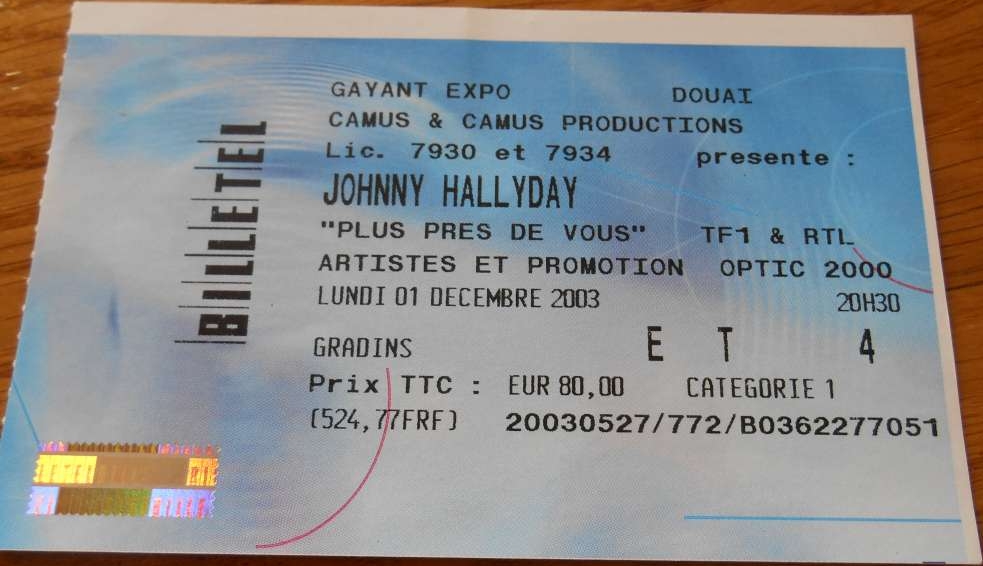 GAYANT EXPO DOUAI
CAMUS & CAMUS PRODUCTIONS
Lic. 7930 et 7934 presente :
JOHNNY HALLYDAY
"PLUS PRES DE VOUS" TF1 & RTL
ARTISTES ET PROMOTION OPTIC 2000
LUNDI 01 DECEMBRE 2003 20H30
GRADINS E T 4
Prix TTC : EUR 80,00 CATEGORIE 1
(524,77FRF) 20030527/772/B0362277051
BILLETEL